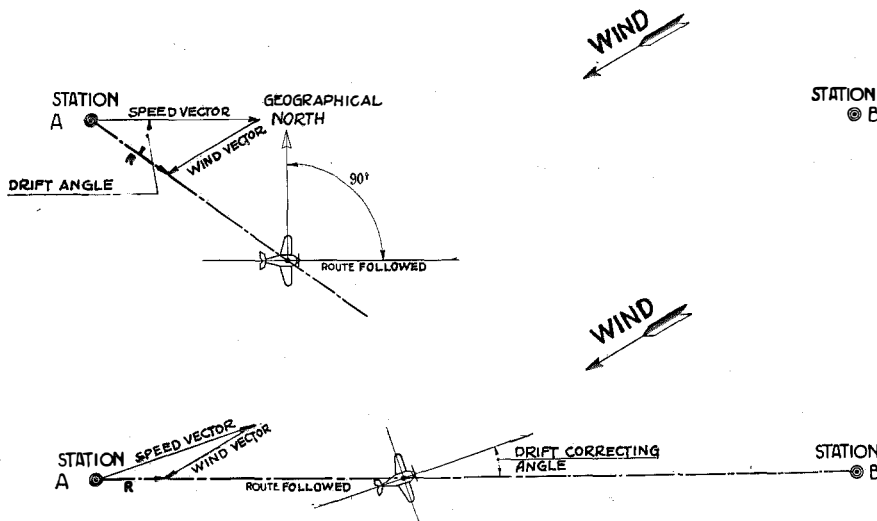 WIND
STATION
A
SPEED VECTOR
GEOGRAPHICAL
NORTH
STATION
B
R
WIND VECTOR
DRIFT ANGLE
90°
ROUTE FOLLOWED
WIND
SPEED VECTOR
WIND VECTOR
STATION
A
R
ROUTE FOLLOWED
DRIFT CORRECTING
ANGLE
STATION
B